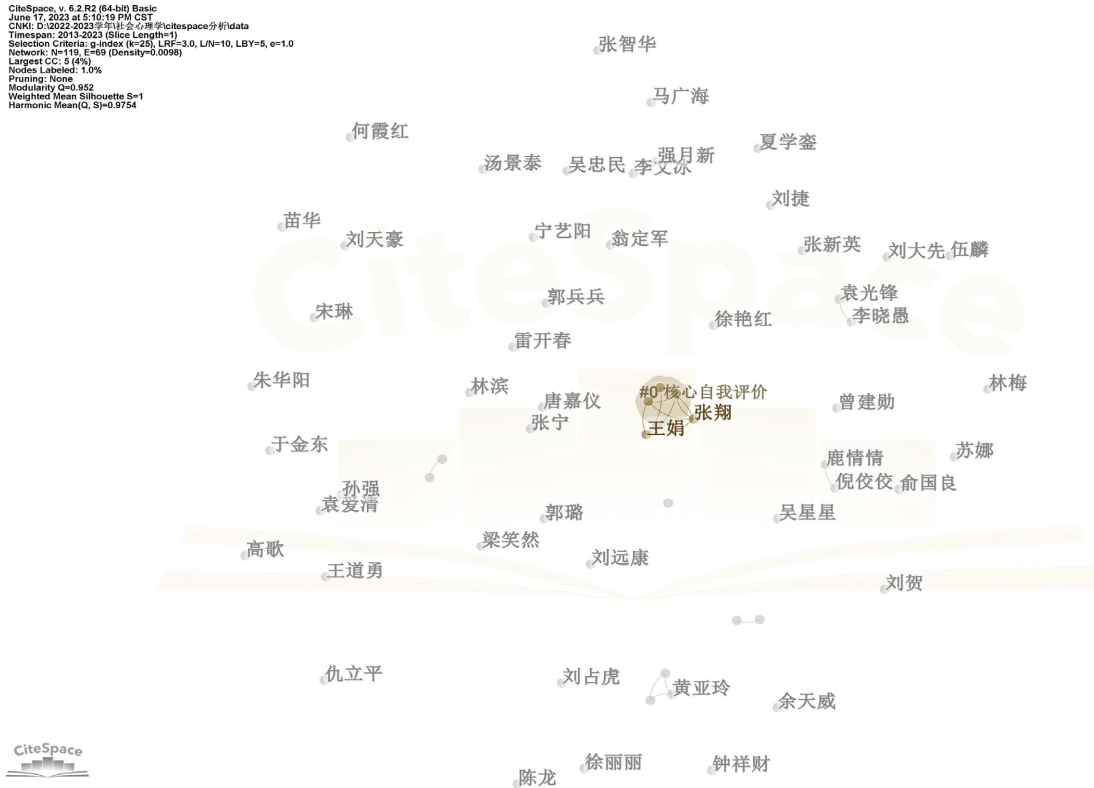 CiteSpace, v. 6.2.R2 (64-bit) Basic
June 17, 2023 at 5:10:19 PM CST
CNKI: D:\2022-2023学年\社会心理学\citespace分析\data
Timespan: 2013-2023 (Slice Length=1)
Selection Criteria: g-index (k=25), LRF=3.0, L/N=10, LBY=5, e=1.0
Network: N=119, E=69 (Density=0.0098)
Largest CC: 5 (4%)
Nodes Labeled: 1.0%
Pruning: None
Modularity Q=0.952
Weighted Mean Silhouette S=1
Harmonic Mean(Q, S)=0.9754
张智华
马广海
何霞红
夏学銮
汤景泰
吴忠民
强月新
李文冰
刘捷
苗华
刘天豪
宁艺阳
翁定军
张新英
刘大先
伍麟
CiteSpace
郭兵兵
袁光锋
宋琳
徐艳红
李晓愚
雷开春
朱华阳
林滨
#0 核心自我评价
林梅
唐嘉仪
张翔
曾建勋
张宁
王娟
于金东
苏娜
鹿情情
孙强
倪佼佼
俞国良
袁爱清
郭璐
吴星星
梁笑然
高歌
刘远康
王道勇
刘贺
仇立平
刘占虎
黄亚玲
余天威
CiteSpace
徐丽丽
钟祥财
陈龙